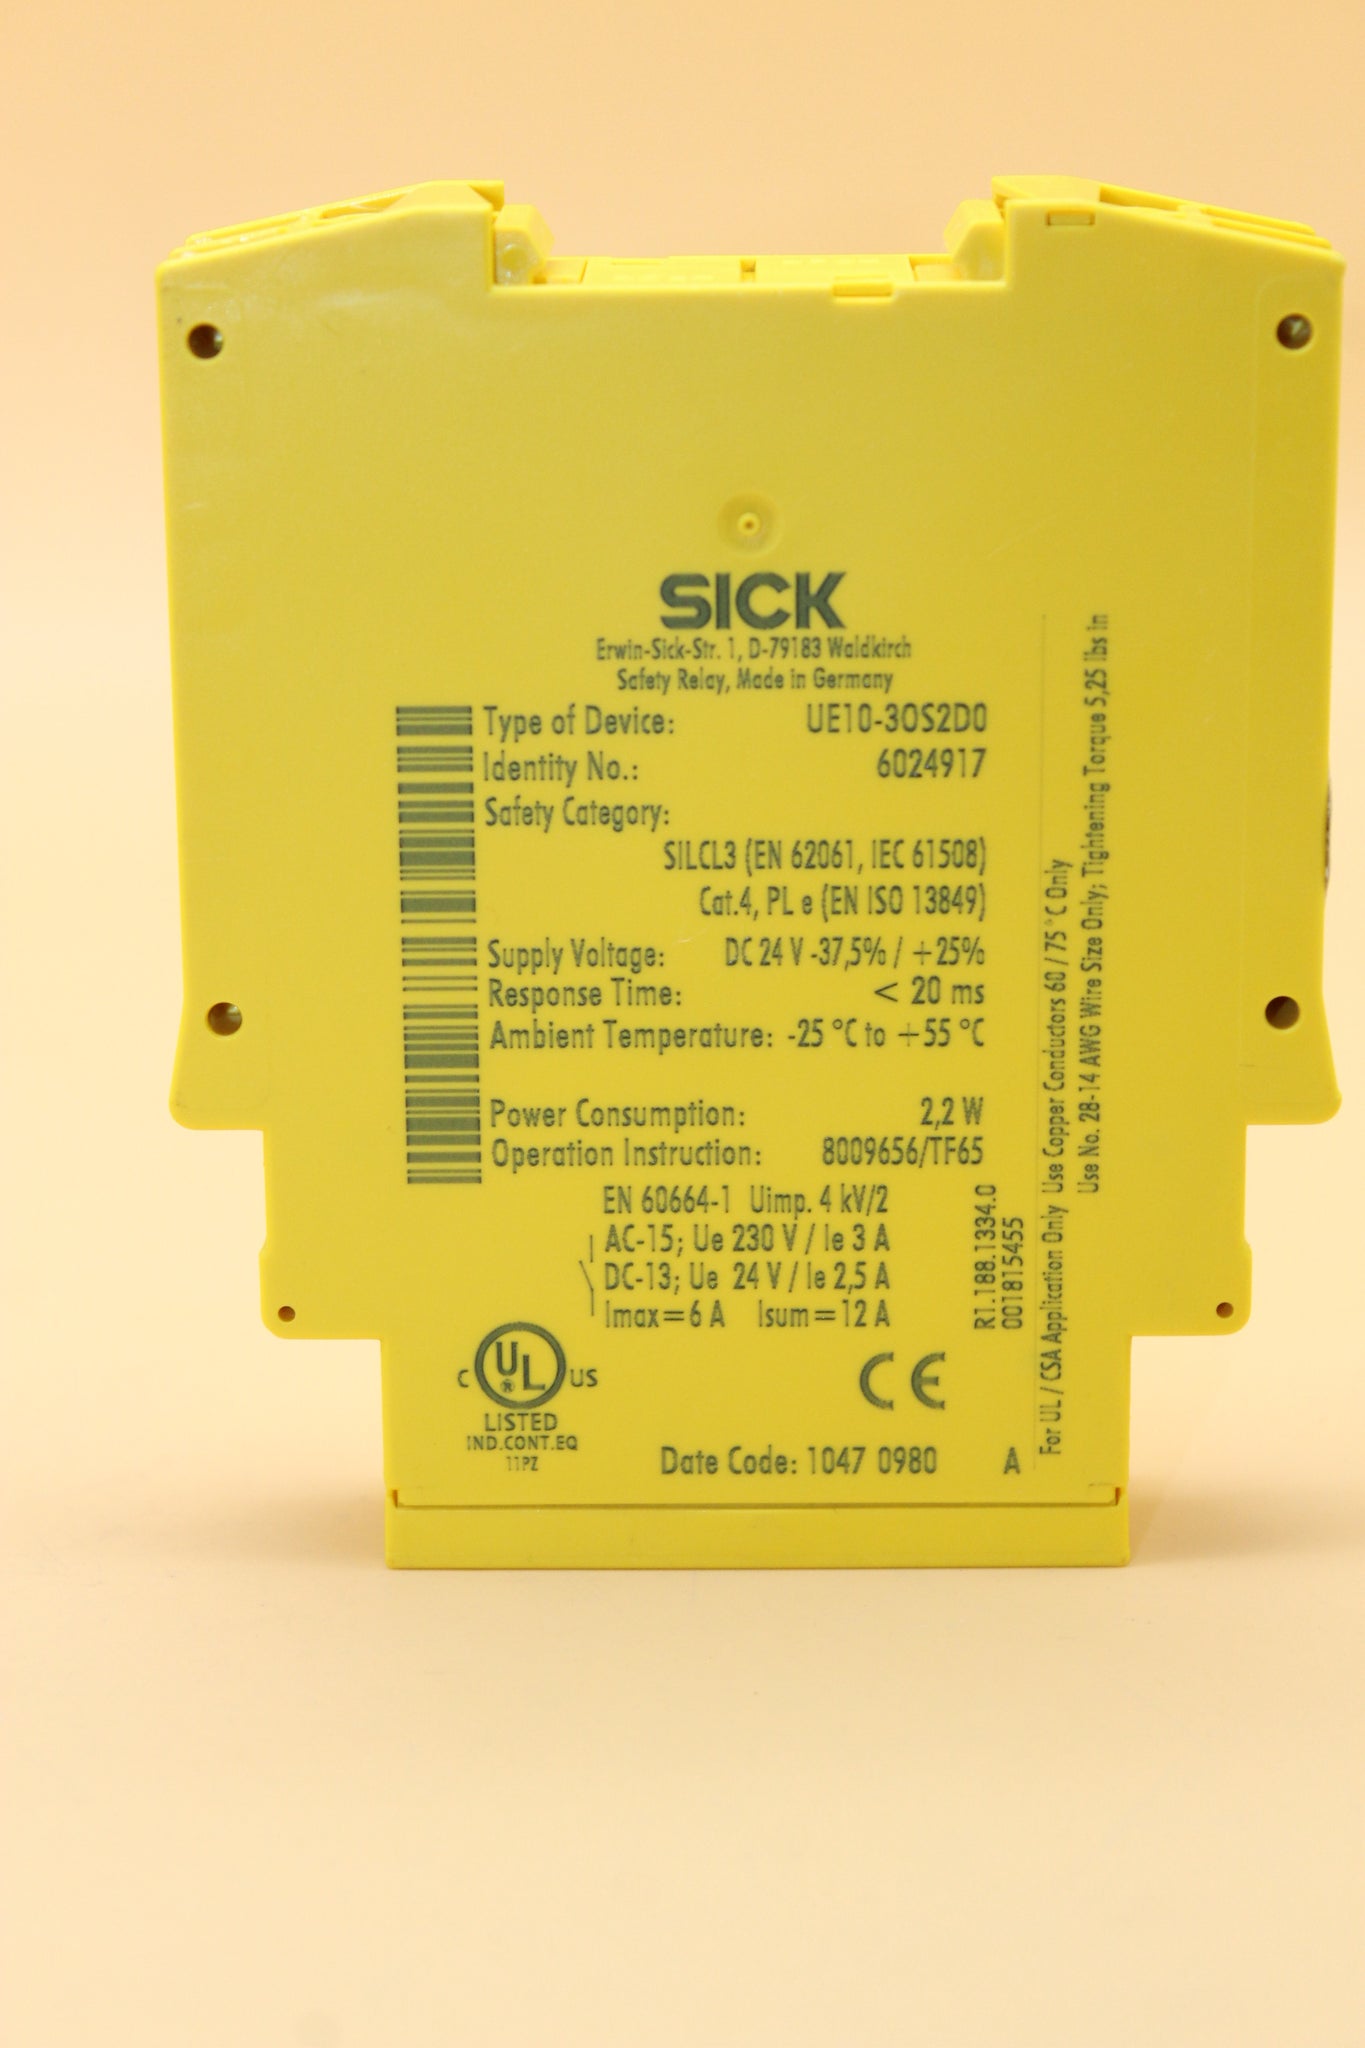 SICK
Erwin-Sick-Str. 1, D-79183 Waldkirch
Safety Relay, Made in Germany
Type of Device: UE10-3OS2D0
Identity No.: 6024917
Safety Category:
SILCL3 (EN 62061, IEC 61508)
Cat.4, PL e (EN ISO 13849)
Supply Voltage: DC 24 V -37,5% / +25%
Response Time: < 20 ms
Ambient Temperature: -25 °C to +55 °C
Power Consumption: 2,2 W
Operation Instruction: 8009656/TF65
EN 60664-1 Uimp. 4 kV/2
AC-15; Ue 230 V / Ie 3 A
DC-13; Ue 24 V / Ie 2,5 A
Imax=6 A Isum=12 A
C UL ® US
LISTED
IND.CONT.EQ
11PZ
CE
Date Code: 1047 0980 A
R1.188.1334.0
001815455
For UL / CSA Application Only Use Copper Conductors 60 / 75 °C Only
Use No. 28-14 AWG Wire Size Only; Tightening Torque 5,25 lbs in